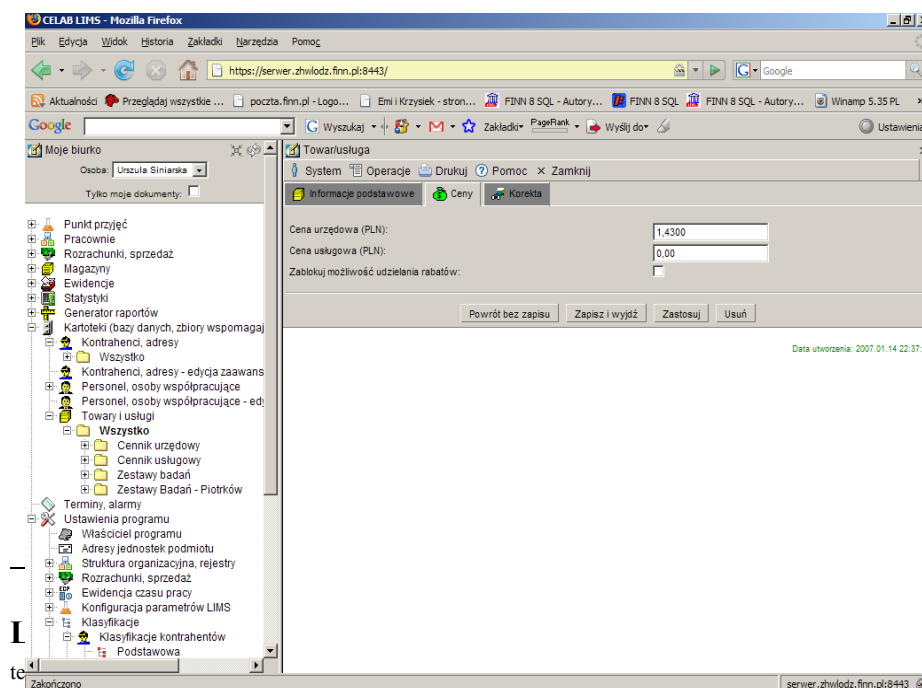 CELAB LIMS - Mozilla Firefox
Plik Edycja Widok Historia Zakładki Narzędzia Pomoc
https://serwer.zhwlodz.finn.pl:8443/
Google
Aktualności Przeglądaj wszystkie ... poczta.finn.pl - Logo... Emi i Krzysiek - stron... FINN 8 SQL - Autory... FINN 8 SQL FINN 8 SQL - Autory... Winamp 5.35 PL
Google Wyszukaj Zakładki PageRank Wyślij do Ustawienia
Moje biurko
Osoba: Urszula Siniarska
Tylko moje dokumenty:
Punkt przyjęć
Pracownie
Rozrachunki, sprzedaż
Magazyny
Ewidencje
Statystyki
Generator raportów
Kartoteki (bazy danych, zbiory wspomagaj
Kontrahenci, adresy
Wszystko
Kontrahenci, adresy - edycja zaawans
Personel, osoby współpracujące
Personel, osoby współpracujące - edy
Towary i usługi
Wszystko
Cennik urzędowy
Cennik usługowy
Zestawy badań
Zestawy Badań - Piotrków
Terminy, alarmy
Ustawienia programu
Właściciel programu
Adresy jednostek podmiotu
Struktura organizacyjna, rejestry
Rozrachunki, sprzedaż
Ewidencja czasu pracy
Konfiguracja parametrów LIMS
Klasyfikacje
Klasyfikacje kontrahentów
Podstawowa
Towar/usługa
System Operacje Drukuj Pomoc Zamknij
Informacje podstawowe Ceny Korekta
Cena urzędowa (PLN): 1,4300
Cena usługowa (PLN): 0,00
Zablokuj możliwość udzielania rabatów:
Powrót bez zapisu Zapisz i wyjdź Zastosuj Usuń
Data utworzenia: 2007.01.14 22:37:
L
te
Zakończono serwer.zhwlodz.finn.pl:8443